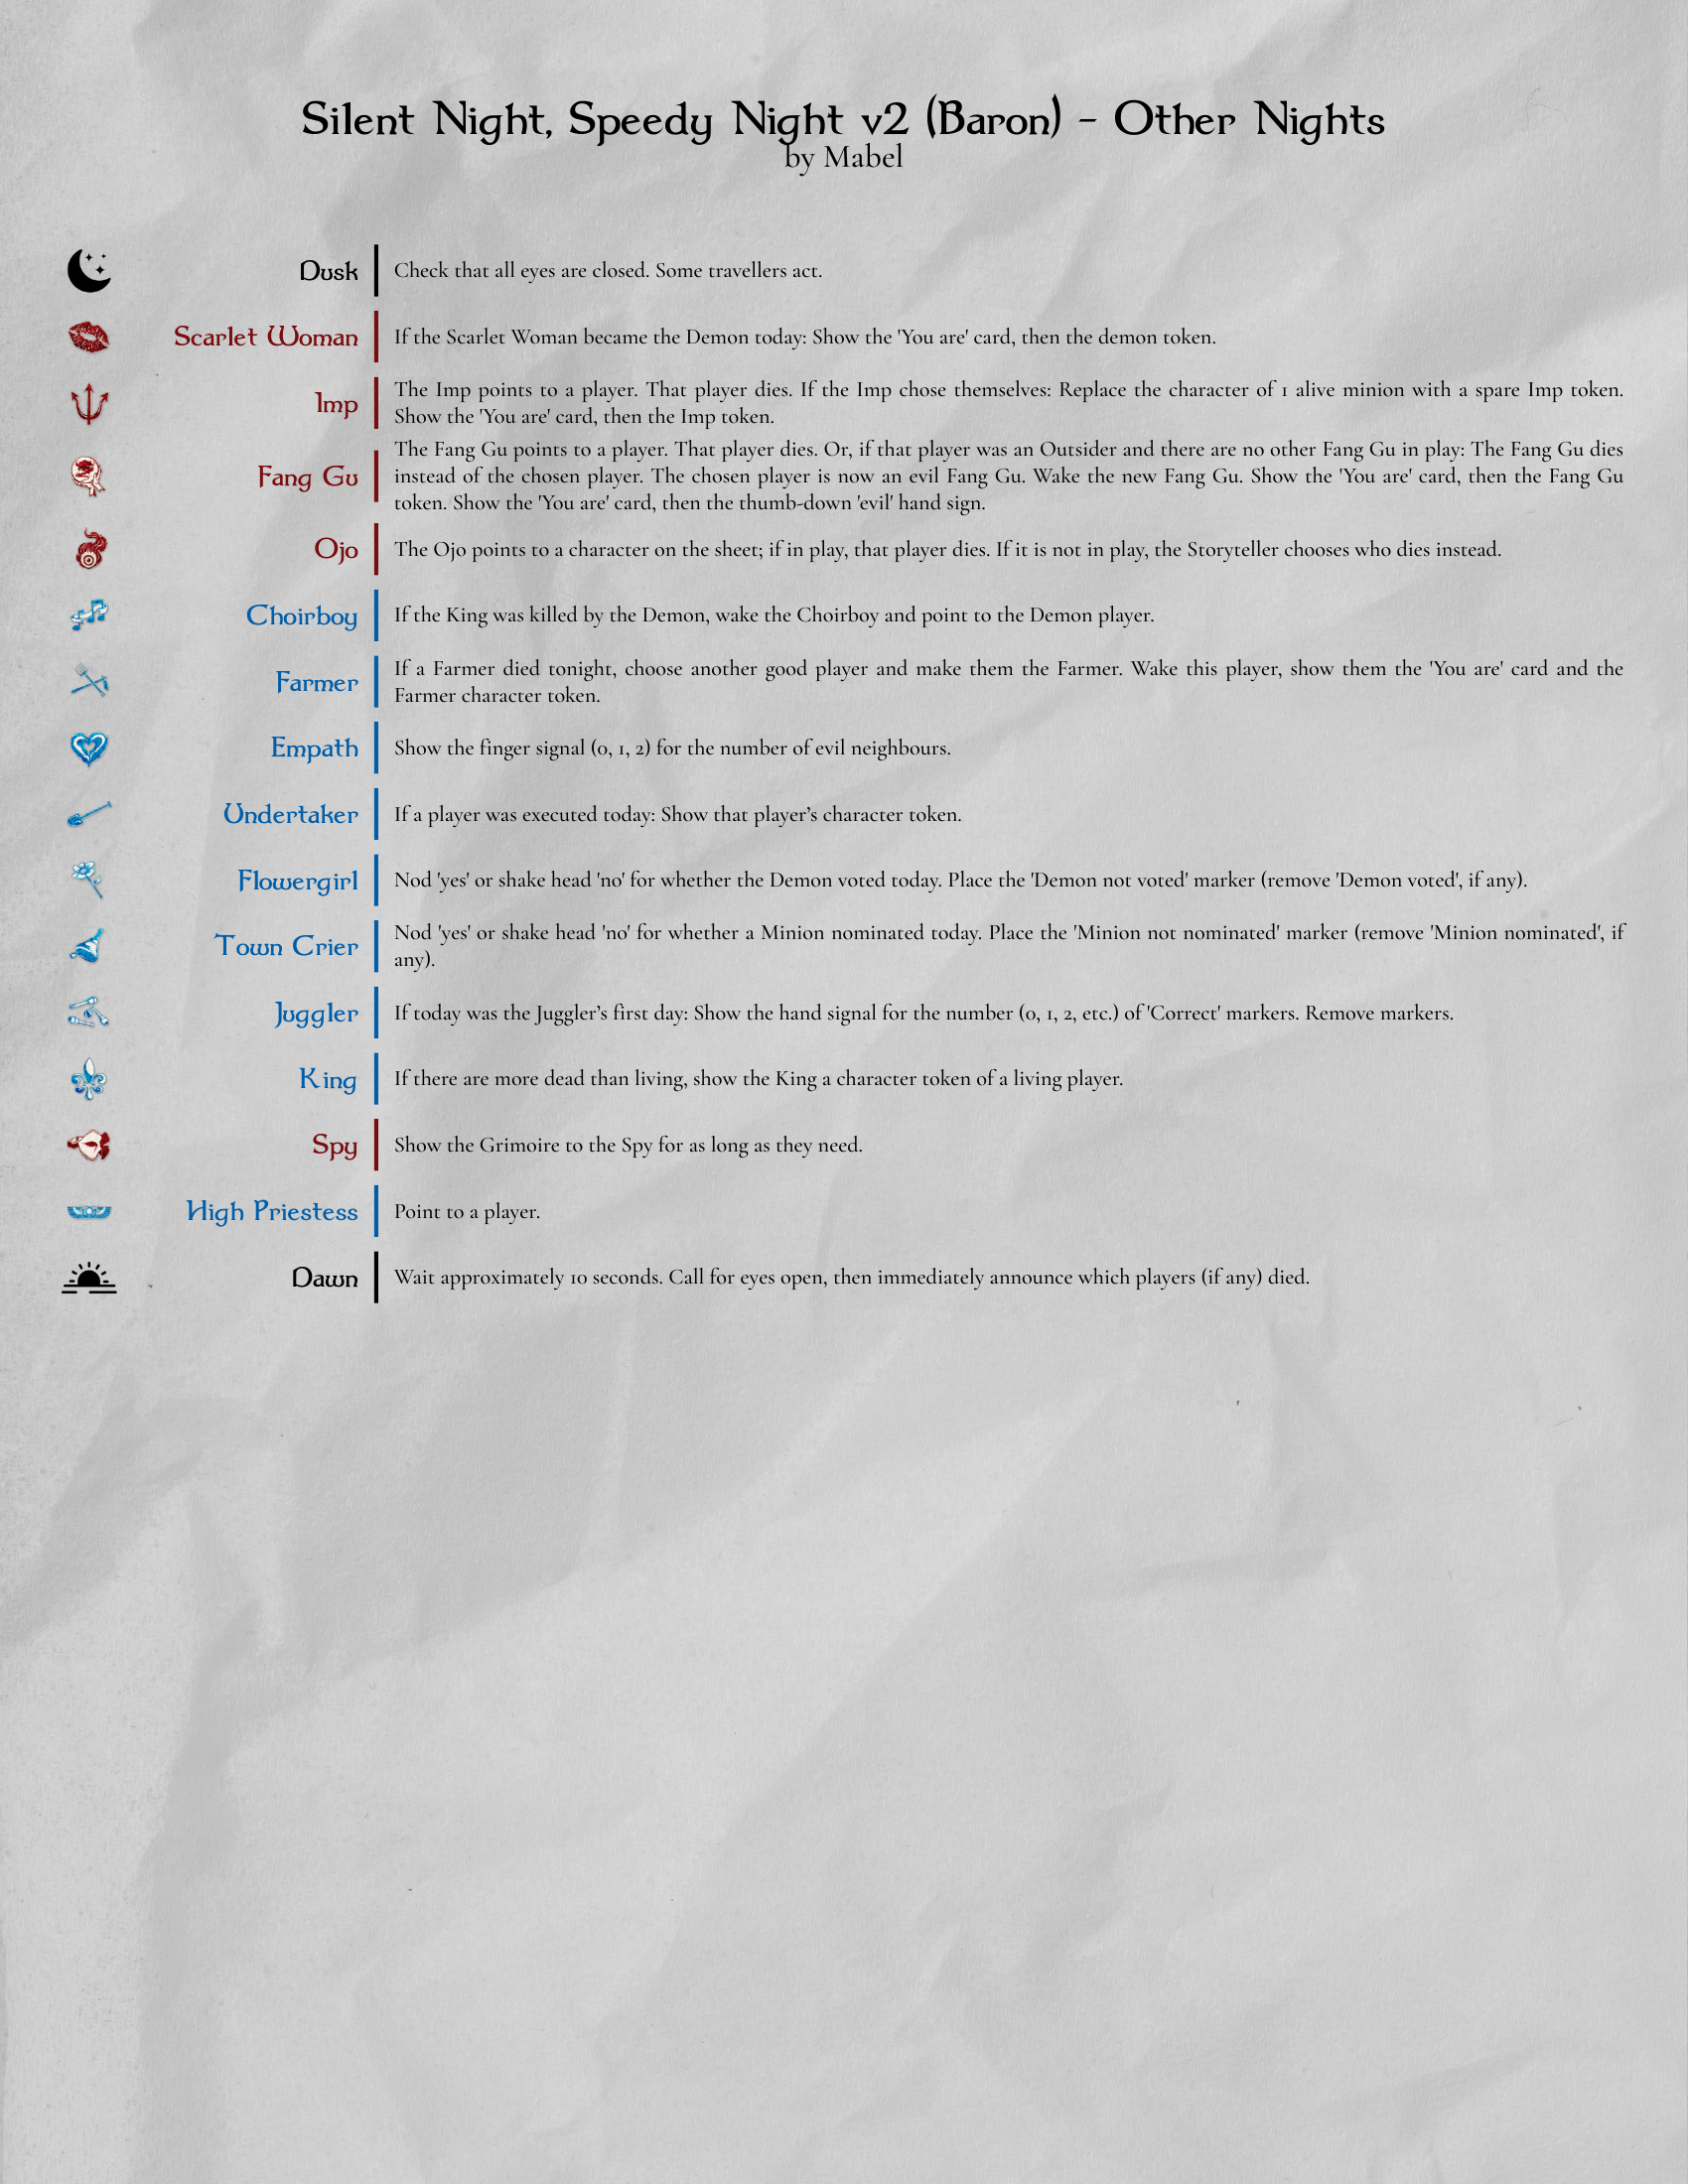 Silent Night, Speedy Night v2 (Baron) - Other Nights
by Mabel
Dusk
Check that all eyes are closed. Some travellers act.
Scarlet Woman
If the Scarlet Woman became the Demon today: Show the 'You are' card, then the demon token.
Imp
The Imp points to a player. That player dies. If the Imp chose themselves: Replace the character of 1 alive minion with a spare Imp token.
Show the 'You are' card, then the Imp token.
Fang Gu
The Fang Gu points to a player. That player dies. Or, if that player was an Outsider and there are no other Fang Gu in play: The Fang Gu dies
instead of the chosen player. The chosen player is now an evil Fang Gu. Wake the new Fang Gu. Show the 'You are' card, then the Fang Gu
token. Show the 'You are' card, then the thumb-down 'evil' hand sign.
Ojo
The Ojo points to a character on the sheet; if in play, that player dies. If it is not in play, the Storyteller chooses who dies instead.
Choirboy
If the King was killed by the Demon, wake the Choirboy and point to the Demon player.
Farmer
If a Farmer died tonight, choose another good player and make them the Farmer. Wake this player, show them the 'You are' card and the
Farmer character token.
Empath
Show the finger signal (0, 1, 2) for the number of evil neighbours.
Undertaker
If a player was executed today: Show that player’s character token.
Flowergirl
Nod 'yes' or shake head 'no' for whether the Demon voted today. Place the 'Demon not voted' marker (remove 'Demon voted', if any).
Town Crier
Nod 'yes' or shake head 'no' for whether a Minion nominated today. Place the 'Minion not nominated' marker (remove 'Minion nominated', if
any).
Juggler
If today was the Juggler’s first day: Show the hand signal for the number (0, 1, 2, etc.) of 'Correct' markers. Remove markers.
King
If there are more dead than living, show the King a character token of a living player.
Spy
Show the Grimoire to the Spy for as long as they need.
High Priestess
Point to a player.
Dawn
Wait approximately 10 seconds. Call for eyes open, then immediately announce which players (if any) died.